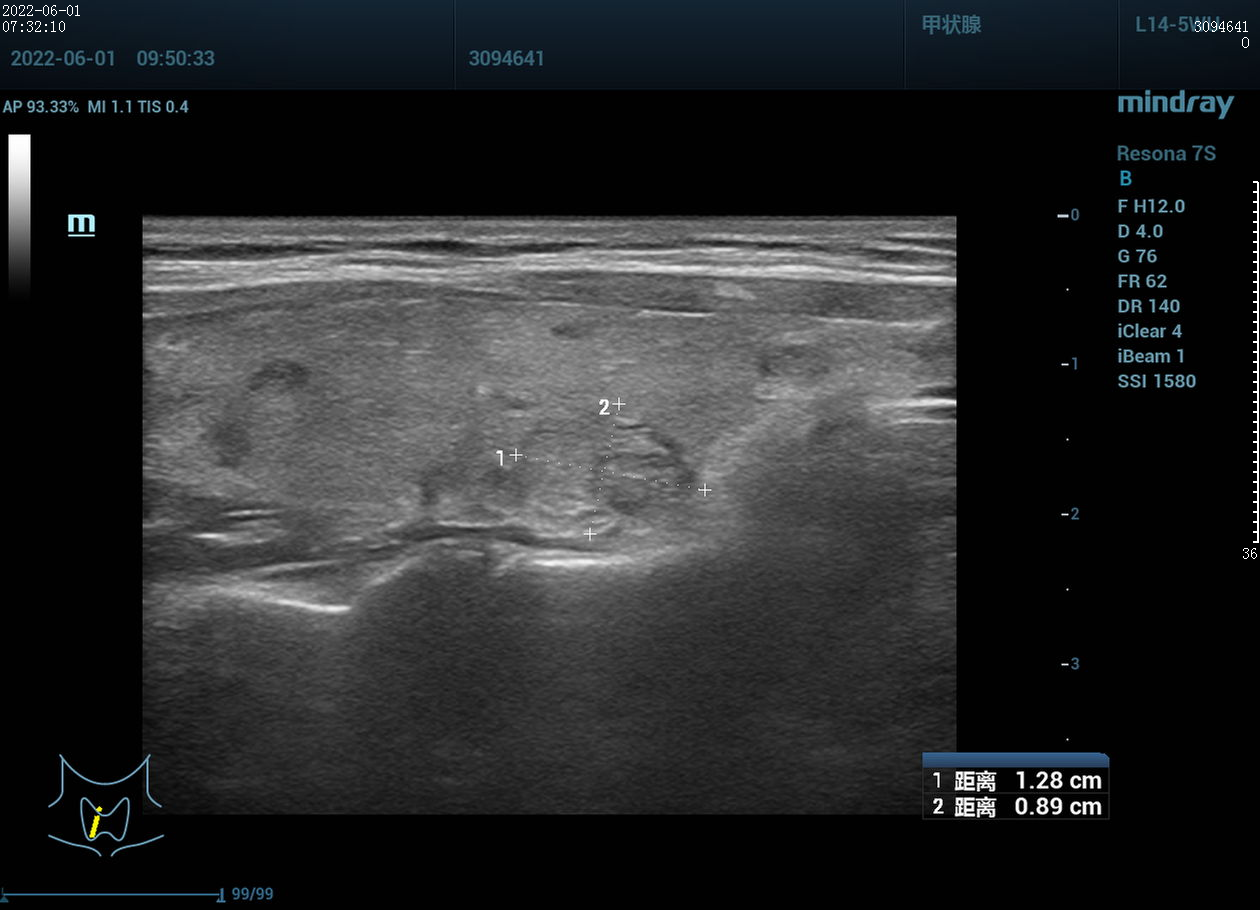 2022-06-01
07:32:10
2022-06-01 09:50:33
3094641
甲状腺
L14-5WU
3094641
0
AP 93.33% MI 1.1 TIS 0.4
mindray
Resona 7S
B
F H12.0
D 4.0
G 76
FR 62
DR 140
iClear 4
iBeam 1
SSI 1580
m
0
1
2
3
2
1
36
1 距离 1.28 cm
2 距离 0.89 cm
99/99